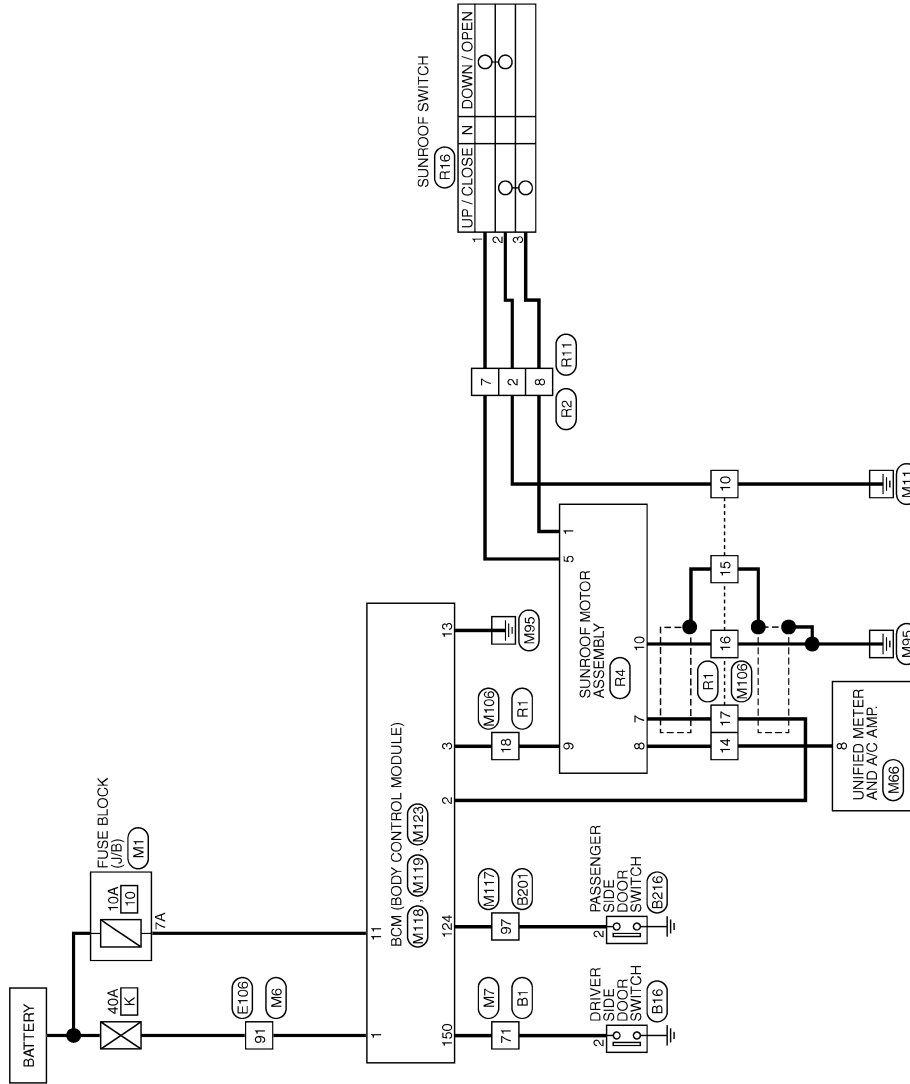 SUNROOF SWITCH
R16
UP / CLOSE
N
DOWN / OPEN
1
2
3
7
2
8
R11
R2
BATTERY
40A
K
FUSE BLOCK
(J/B)
M1
10A
10
7A
E106
91
M6
1
11
BCM (BODY CONTROL MODULE)
M118 , M119 , M123
150
124
2
3
13
M95
M7
71
B1
M117
97
B201
M106
18
R1
2
DRIVER
SIDE
DOOR
SWITCH
B16
2
PASSENGER
SIDE
DOOR
SWITCH
B216
9
5
1
SUNROOF MOTOR
ASSEMBLY
R4
8
7
10
R1
M106
14
17
16
15
10
8
UNIFIED METER
AND A/C AMP.
M66
M95
M11